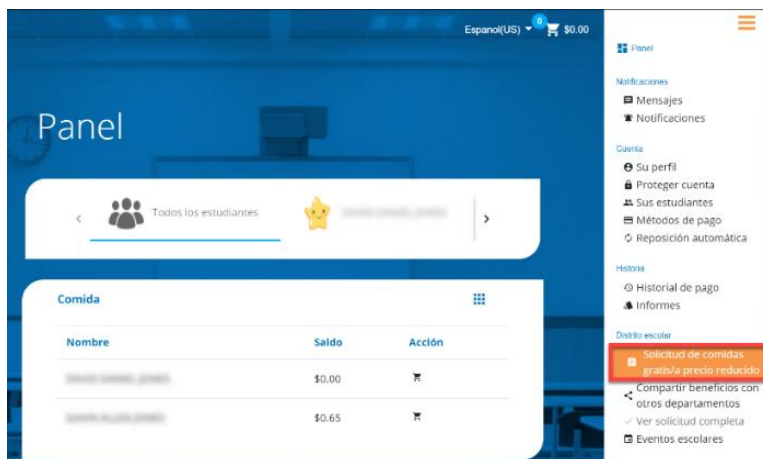 Espanol(US) 0 $0.00
Panel
Todos los estudiantes
Comida
Nombre Saldo Acción
$0.00
$0.65
Panel
Notificaciones
Mensajes
Notificaciones
Cuenta
Su perfil
Proteger cuenta
Sus estudiantes
Métodos de pago
Reposición automática
Historia
Historial de pago
Informes
Distrito escolar
Solicitud de comidas
gratis/a precio reducido
Compartir beneficios con
otros departamentos
Ver solicitud completa
Eventos escolares